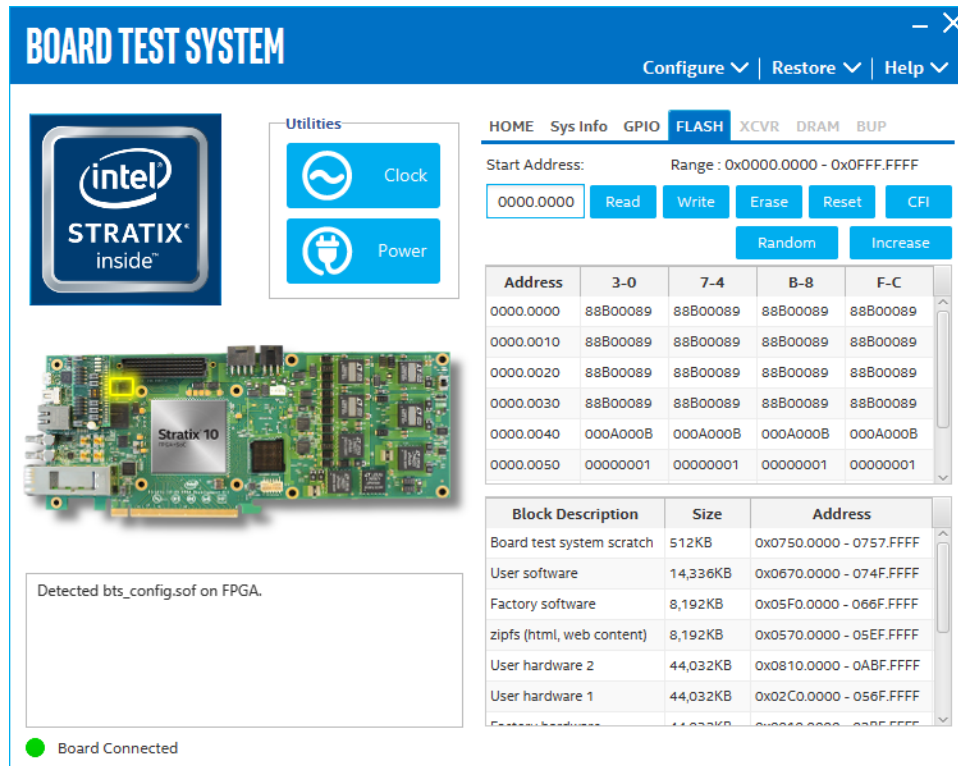 BOARD TEST SYSTEM
Configure | Restore | Help
intel
STRATIX
inside™
Utilities
Clock
Power
HOME Sys Info GPIO FLASH XCVR DRAM BUP
Start Address: Range : 0x0000.0000 - 0x0FFF.FFFF
0000.0000 Read Write Erase Reset CFI
Random Increase
Address 3-0 7-4 B-8 F-C
0000.0000 88B00089 88B00089 88B00089 88B00089
0000.0010 88B00089 88B00089 88B00089 88B00089
0000.0020 88B00089 88B00089 88B00089 88B00089
0000.0030 88B00089 88B00089 88B00089 88B00089
0000.0040 000A000B 000A000B 000A000B 000A000B
0000.0050 00000001 00000001 00000001 00000001
Stratix 10
Block Description Size Address
Board test system scratch 512KB 0x0750.0000 - 0757.FFFF
User software 14,336KB 0x0670.0000 - 074F.FFFF
Factory software 8,192KB 0x05F0.0000 - 066F.FFFF
zipfs (html, web content) 8,192KB 0x0570.0000 - 05EF.FFFF
User hardware 2 44,032KB 0x0810.0000 - 0ABF.FFFF
User hardware 1 44,032KB 0x02C0.0000 - 056F.FFFF
Detected bts_config.sof on FPGA.
Board Connected